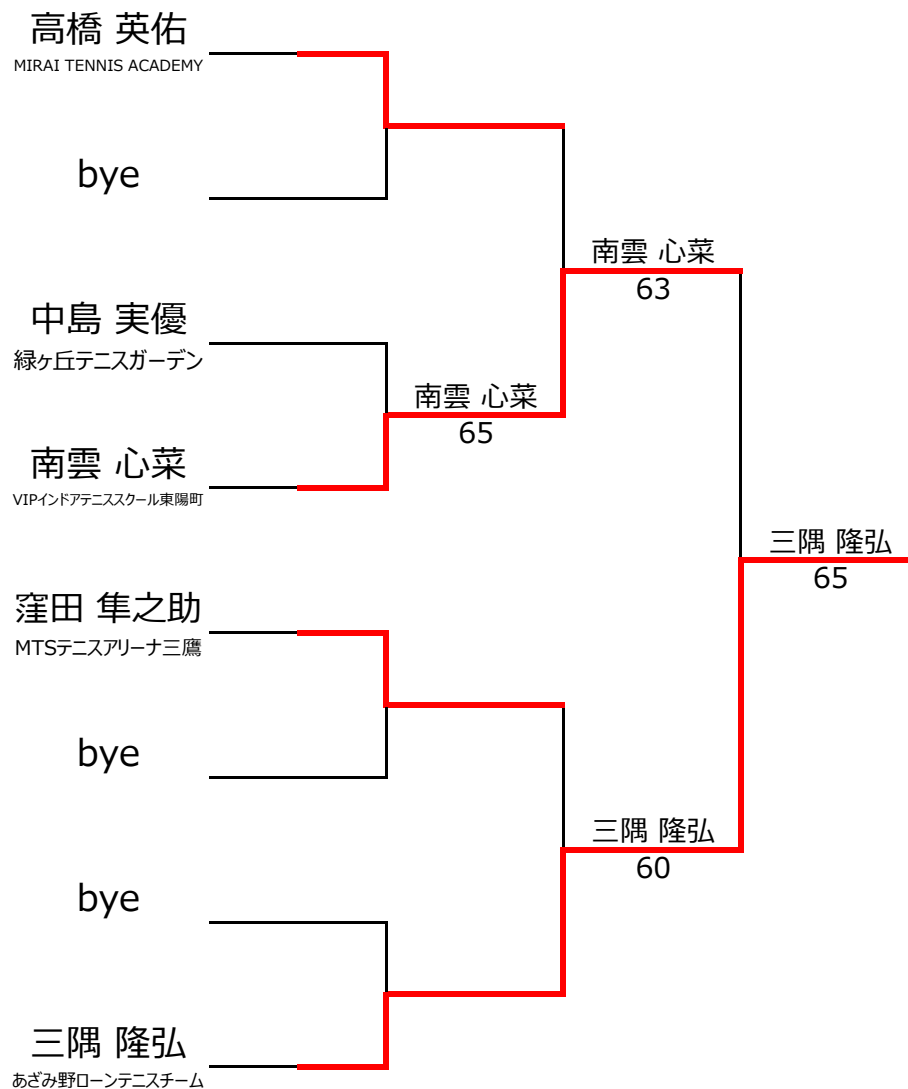 高橋 英佑
MIRAI TENNIS ACADEMY
bye
中島 実優
緑ヶ丘テニスガーデン
南雲 心菜
VIPインドアテニススクール東陽町
窪田 隼之助
MTSテニスアリーナ三鷹
bye
bye
三隅 隆弘
あざみ野ローンテニスチーム
南雲 心菜
65
南雲 心菜
63
三隅 隆弘
60
三隅 隆弘
65